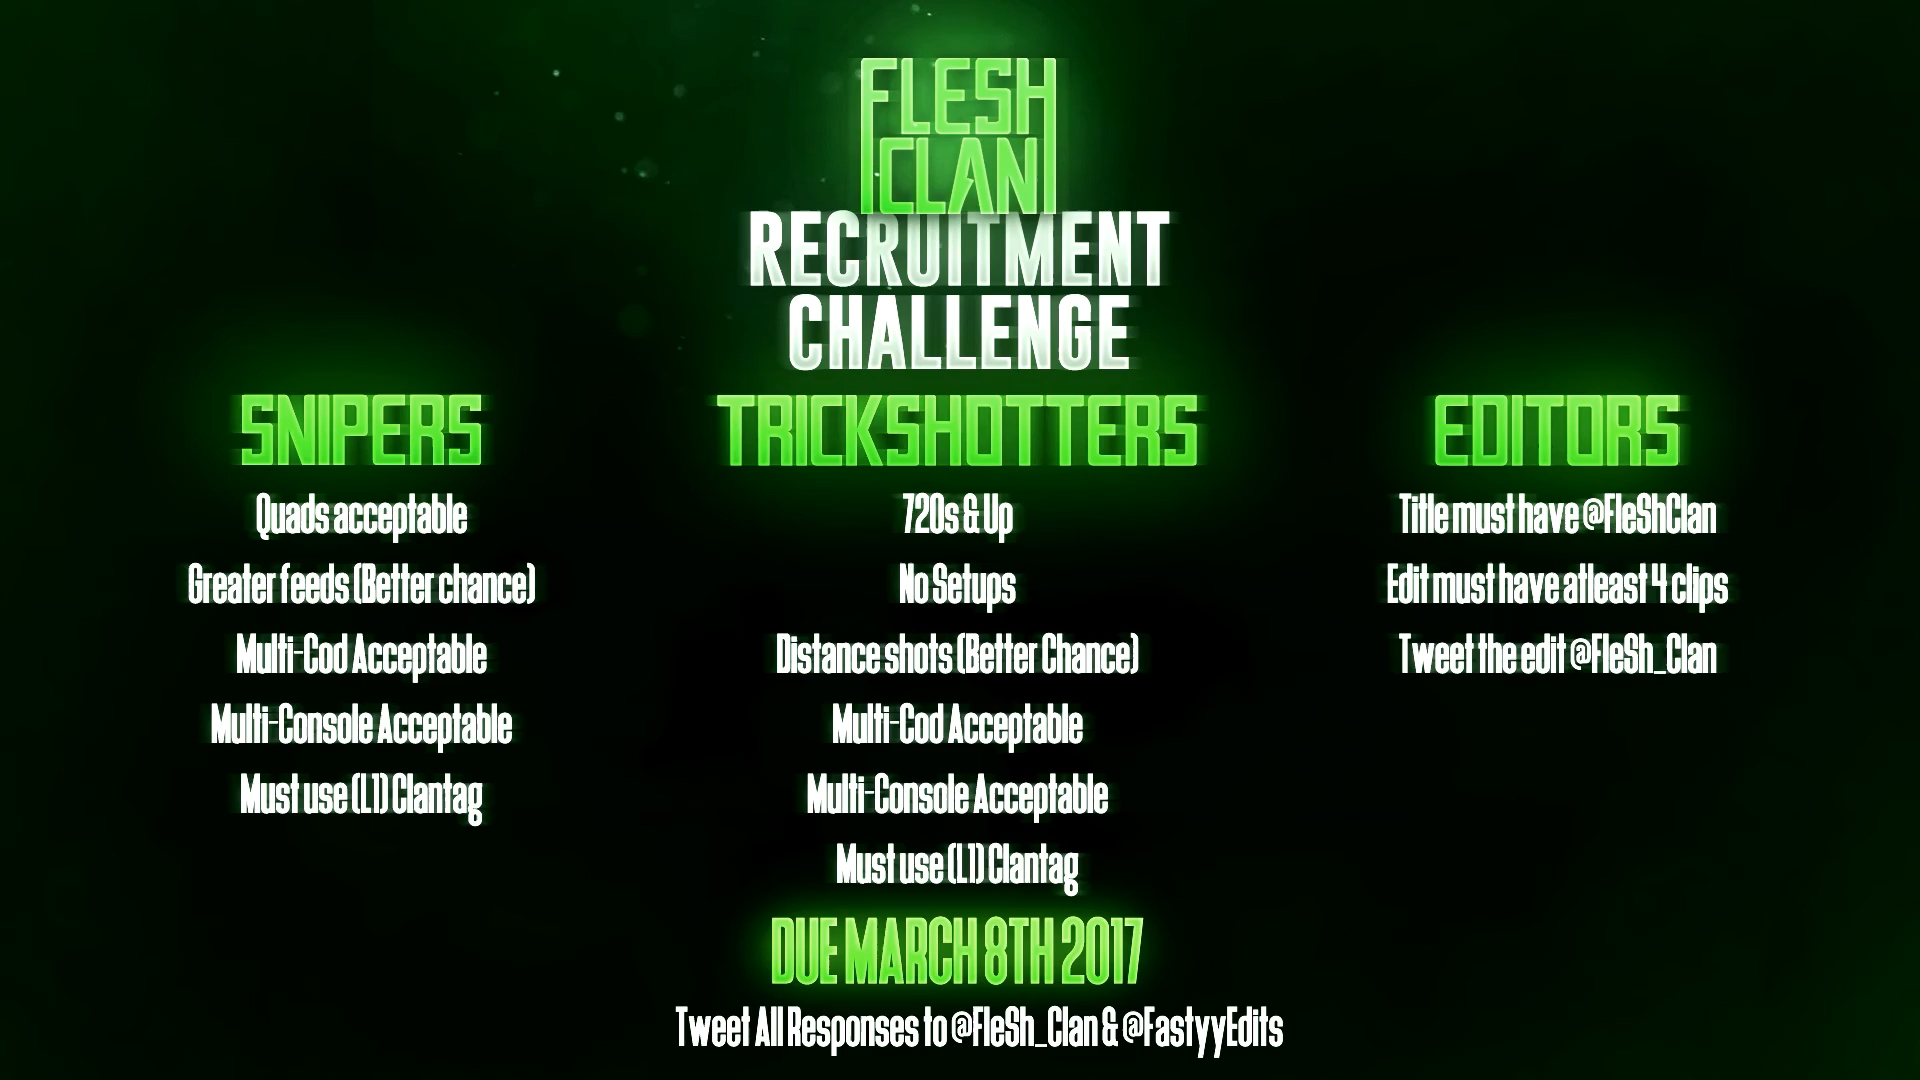 FLESH
CLAN
RECRUITMENT
CHALLENGE
SNIPERS
Quads acceptable
Greater feeds (Better chance)
Multi-Cod Acceptable
Multi-Console Acceptable
Must use (L1) Clantag
TRICKSHOTTERS
720s & Up
No Setups
Distance shots (Better Chance)
Multi-Cod Acceptable
Multi-Console Acceptable
Must use (L1) Clantag
EDITORS
Title must have @FleShClan
Edit must have atleast 4 clips
Tweet the edit @FleSh_Clan
DUE MARCH 8TH 2017
Tweet All Responses to @FleSh_Clan & @FastyyEdits